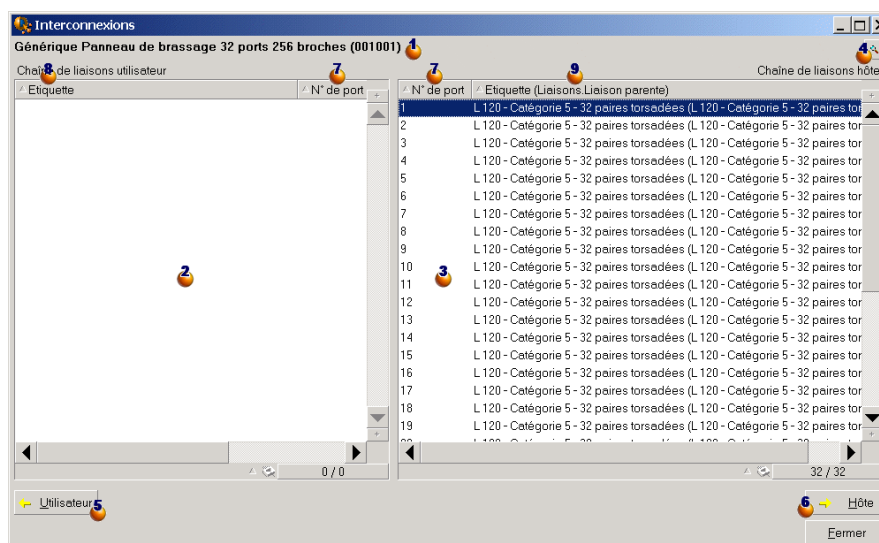 Interconnexions
Générique Panneau de brassage 32 ports 256 broches (001001) 1
4
Chaîne de liaisons utilisateur 8 7 7 9 Chaîne de liaisons hôte
Etiquette N° de port N° de port Etiquette (Liaisons.Liaison parente)
1 L 120 - Catégorie 5 - 32 paires torsadées (L 120 - Catégorie 5 - 32 paires tor
2 L 120 - Catégorie 5 - 32 paires torsadées (L 120 - Catégorie 5 - 32 paires tor
3 L 120 - Catégorie 5 - 32 paires torsadées (L 120 - Catégorie 5 - 32 paires tor
4 L 120 - Catégorie 5 - 32 paires torsadées (L 120 - Catégorie 5 - 32 paires tor
5 L 120 - Catégorie 5 - 32 paires torsadées (L 120 - Catégorie 5 - 32 paires tor
6 L 120 - Catégorie 5 - 32 paires torsadées (L 120 - Catégorie 5 - 32 paires tor
7 L 120 - Catégorie 5 - 32 paires torsadées (L 120 - Catégorie 5 - 32 paires tor
8 L 120 - Catégorie 5 - 32 paires torsadées (L 120 - Catégorie 5 - 32 paires tor
9 L 120 - Catégorie 5 - 32 paires torsadées (L 120 - Catégorie 5 - 32 paires tor
2 3
10 L 120 - Catégorie 5 - 32 paires torsadées (L 120 - Catégorie 5 - 32 paires tor
11 L 120 - Catégorie 5 - 32 paires torsadées (L 120 - Catégorie 5 - 32 paires tor
12 L 120 - Catégorie 5 - 32 paires torsadées (L 120 - Catégorie 5 - 32 paires tor
13 L 120 - Catégorie 5 - 32 paires torsadées (L 120 - Catégorie 5 - 32 paires tor
14 L 120 - Catégorie 5 - 32 paires torsadées (L 120 - Catégorie 5 - 32 paires tor
15 L 120 - Catégorie 5 - 32 paires torsadées (L 120 - Catégorie 5 - 32 paires tor
16 L 120 - Catégorie 5 - 32 paires torsadées (L 120 - Catégorie 5 - 32 paires tor
17 L 120 - Catégorie 5 - 32 paires torsadées (L 120 - Catégorie 5 - 32 paires tor
18 L 120 - Catégorie 5 - 32 paires torsadées (L 120 - Catégorie 5 - 32 paires tor
19 L 120 - Catégorie 5 - 32 paires torsadées (L 120 - Catégorie 5 - 32 paires tor
0 / 0 32 / 32
Utilisateur 5 6 Hôte
Fermer